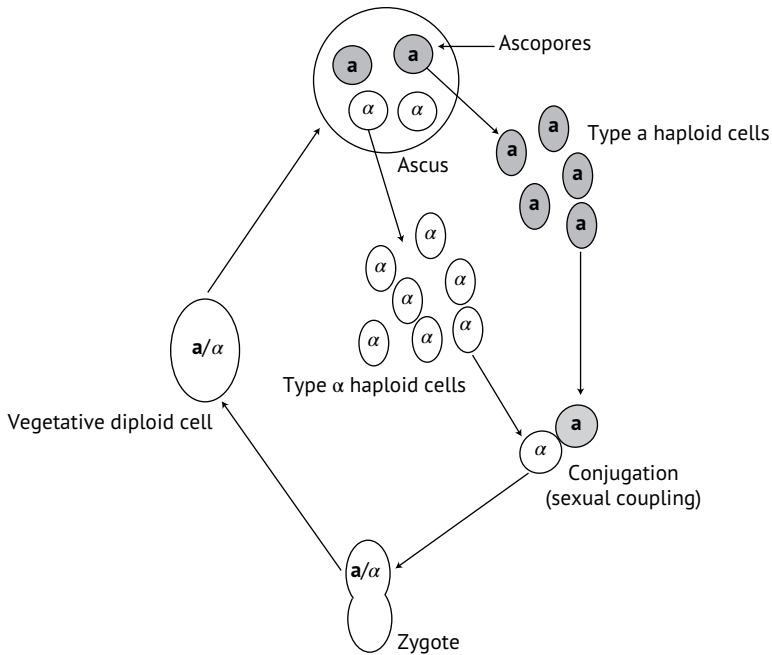 a
a
Ascopores
α
α
Ascus
a
a
Type a haploid cells
a
a
a
α
α
α
α
α
α
α
Type α haploid cells
a/α
Vegetative diploid cell
a
α
Conjugation
(sexual coupling)
a/α
Zygote